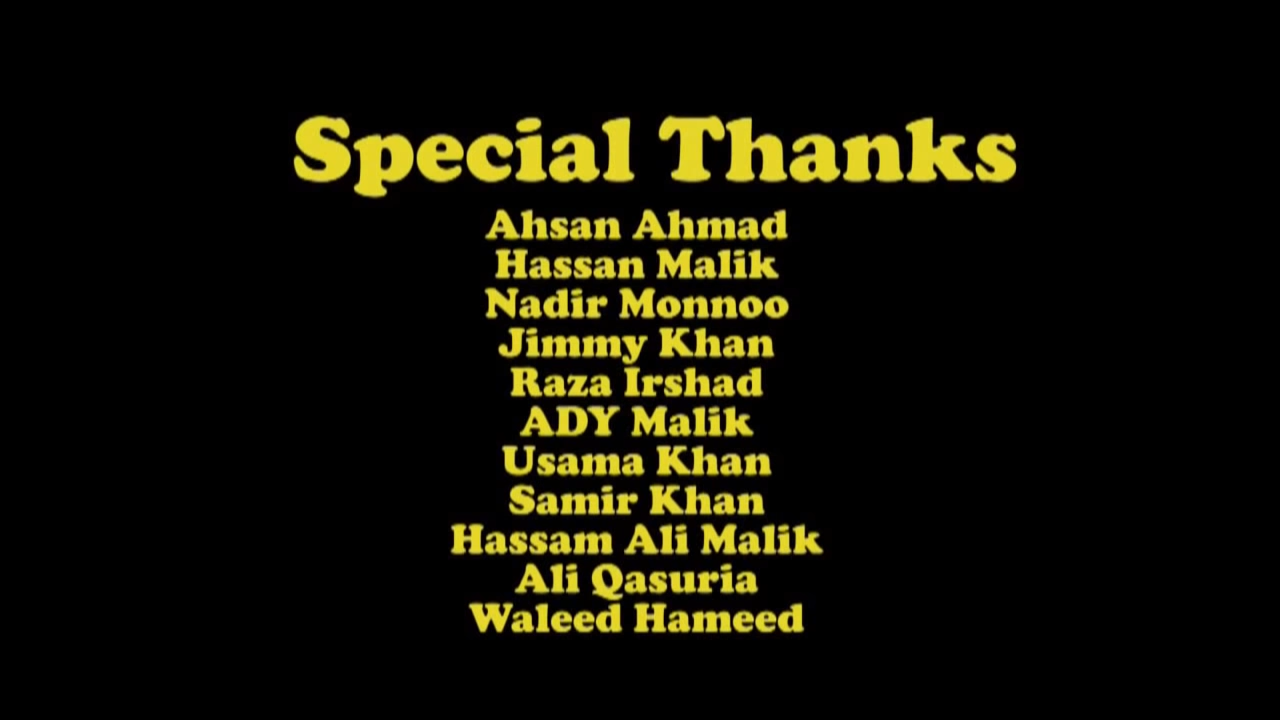 Special Thanks
Ahsan Ahmad
Hassan Malik
Nadir Monnoo
Jimmy Khan
Raza Irshad
ADY Malik
Usama Khan
Samir Khan
Hassam Ali Malik
Ali Qasuria
Waleed Hameed